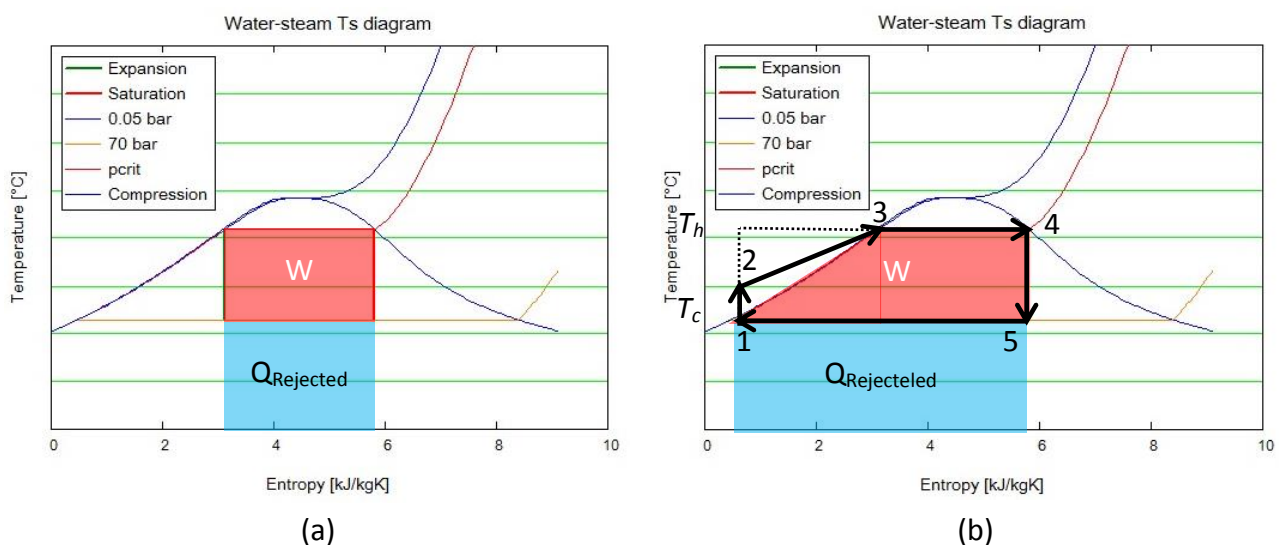 Water-steam Ts diagram
Expansion
Saturation
0.05 bar
70 bar
pcrit
Compression
Temperature [°C]
W
QRejected
0 2 4 6 8 10
Entropy [kJ/kgK]
(a)
Water-steam Ts diagram
Expansion
Saturation
0.05 bar
70 bar
pcrit
Compression
Temperature [°C]
Th
3
4
2
W
Tc
1
5
QRejecteled
0 2 4 6 8 10
Entropy [kJ/kgK]
(b)